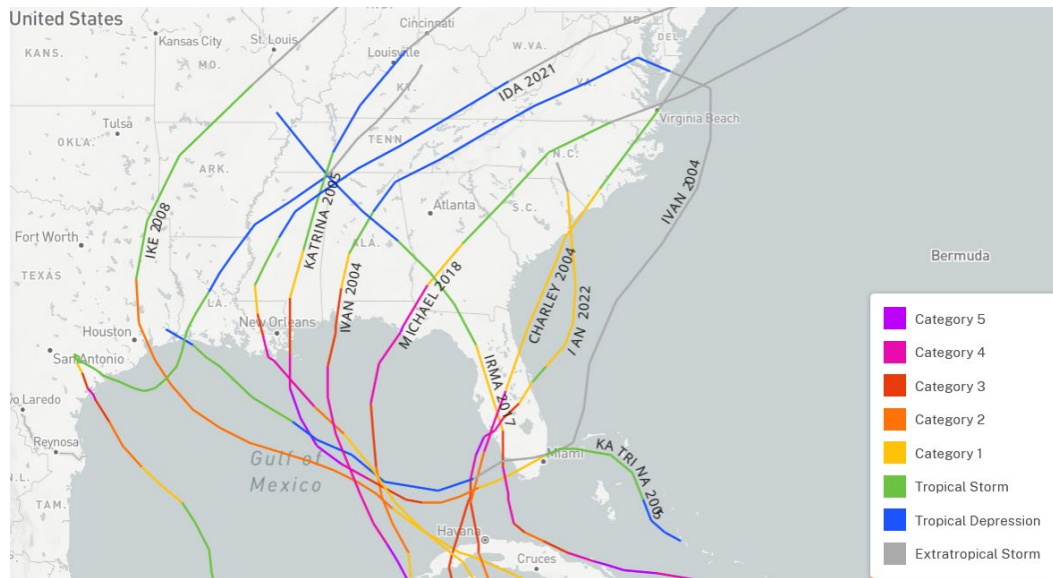 United States
Cincinnati
Kansas City
St. Louis
KANS.
MO.
Louisville
W.VA.
MD.
DEL.
IDA 2021
VA.
KY.
Virginia Beach
Tulsa
OKLA.
ARK.
TENN.
N.C.
IKE 2008
KATRINA 2005
IVAN 2004
Atlanta
S.C.
Fort Worth
ALA.
IVAN 2004
MICHAEL 2018
CHARLEY 2004
IAN 2022
Bermuda
TEXAS
LA.
New Orleans
Houston
San Antonio
IRMA 2017
Reynosa
Gulf of
Mexico
Miami
KATRINA 2005
N.L.
TAM.
Havana
Cruces
Category 5
Category 4
Category 3
Category 2
Category 1
Tropical Storm
Tropical Depression
Extratropical Storm